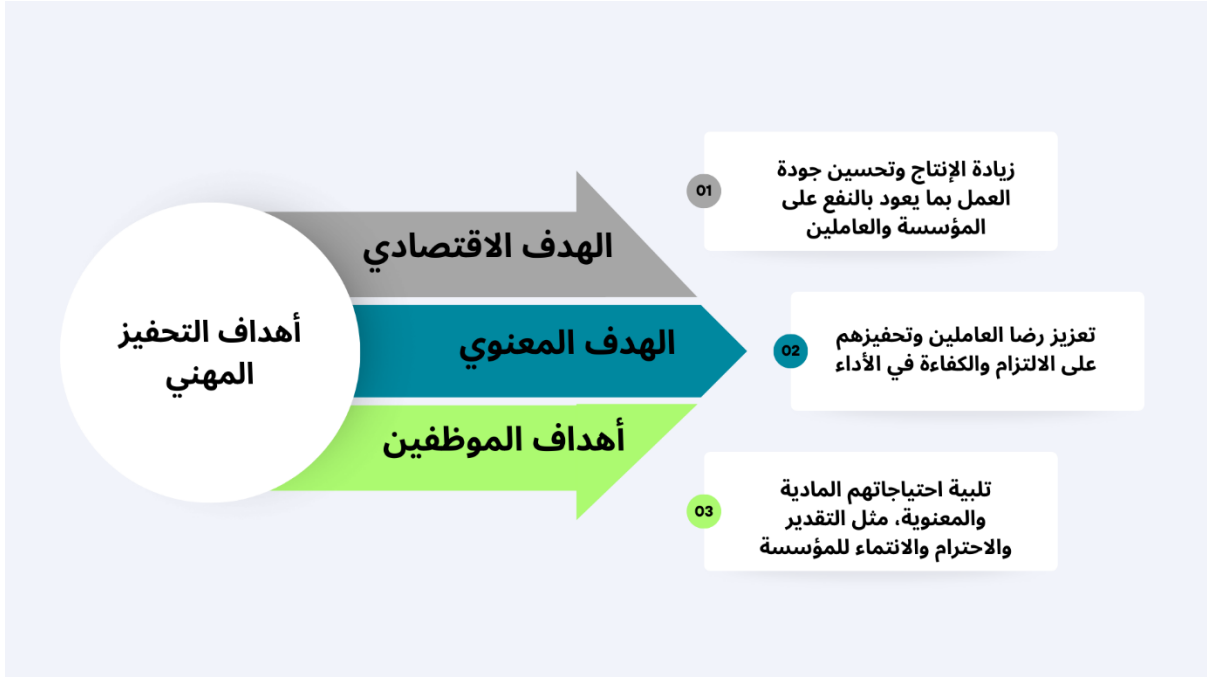 أهداف التحفيز
المهني
الهدف الاقتصادي
01
زيادة الإنتاج وتحسين جودة
العمل بما يعود بالنفع على
المؤسسة والعاملين
الهدف المعنوي
02
تعزيز رضا العاملين وتحفيزهم
على الالتزام والكفاءة في الأداء
أهداف الموظفين
03
تلبية احتياجاتهم المادية
والمعنوية، مثل التقدير
والاحترام والانتماء للمؤسسة